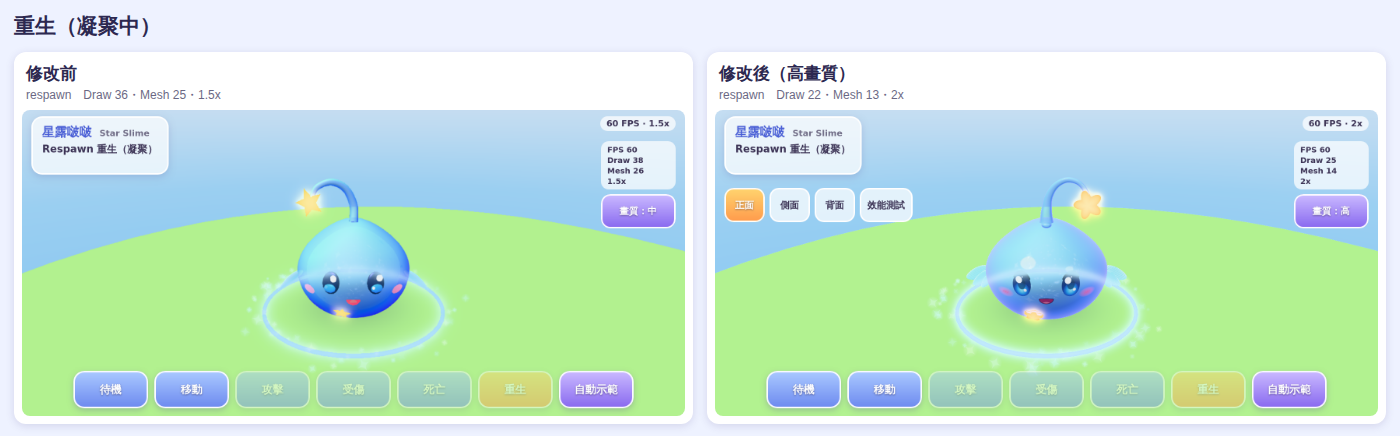 重生（凝聚中）
修改前
respawn Draw 36・Mesh 25・1.5x
星露啵啵 Star Slime
Respawn 重生（凝聚）
60 FPS · 1.5x
FPS 60
Draw 38
Mesh 26
1.5x
畫質：中
待機 移動 攻擊 受傷 死亡 重生 自動示範
修改後（高畫質）
respawn Draw 22・Mesh 13・2x
星露啵啵 Star Slime
Respawn 重生（凝聚）
60 FPS · 2x
FPS 60
Draw 25
Mesh 14
2x
正面 側面 背面 效能測試
畫質：高
待機 移動 攻擊 受傷 死亡 重生 自動示範